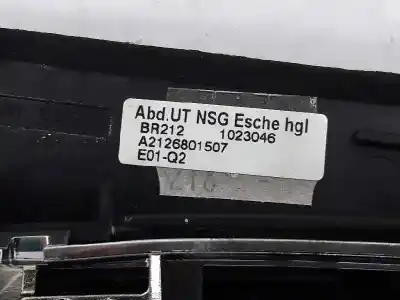 Abd.UT NSG Esche hgl
BR212 1023046
A2126801507
E01-Q2